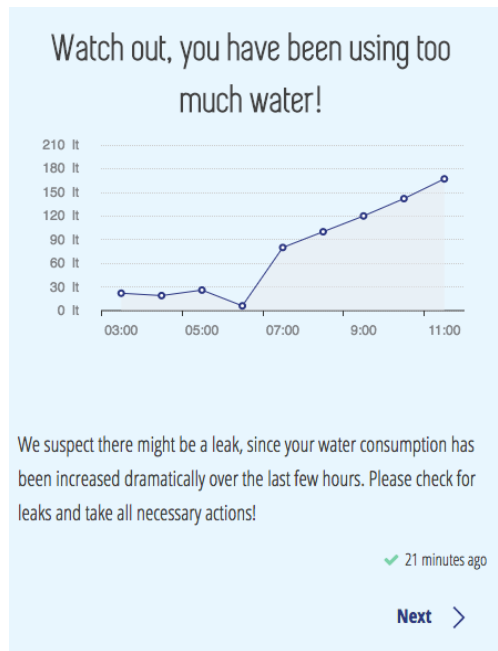 Watch out, you have been using too
much water!
210 lt
180 lt
150 lt
120 lt
90 lt
60 lt
30 lt
0 lt
03:00 05:00 07:00 9:00 11:00
We suspect there might be a leak, since your water consumption has
been increased dramatically over the last few hours. Please check for
leaks and take all necessary actions!
21 minutes ago
Next